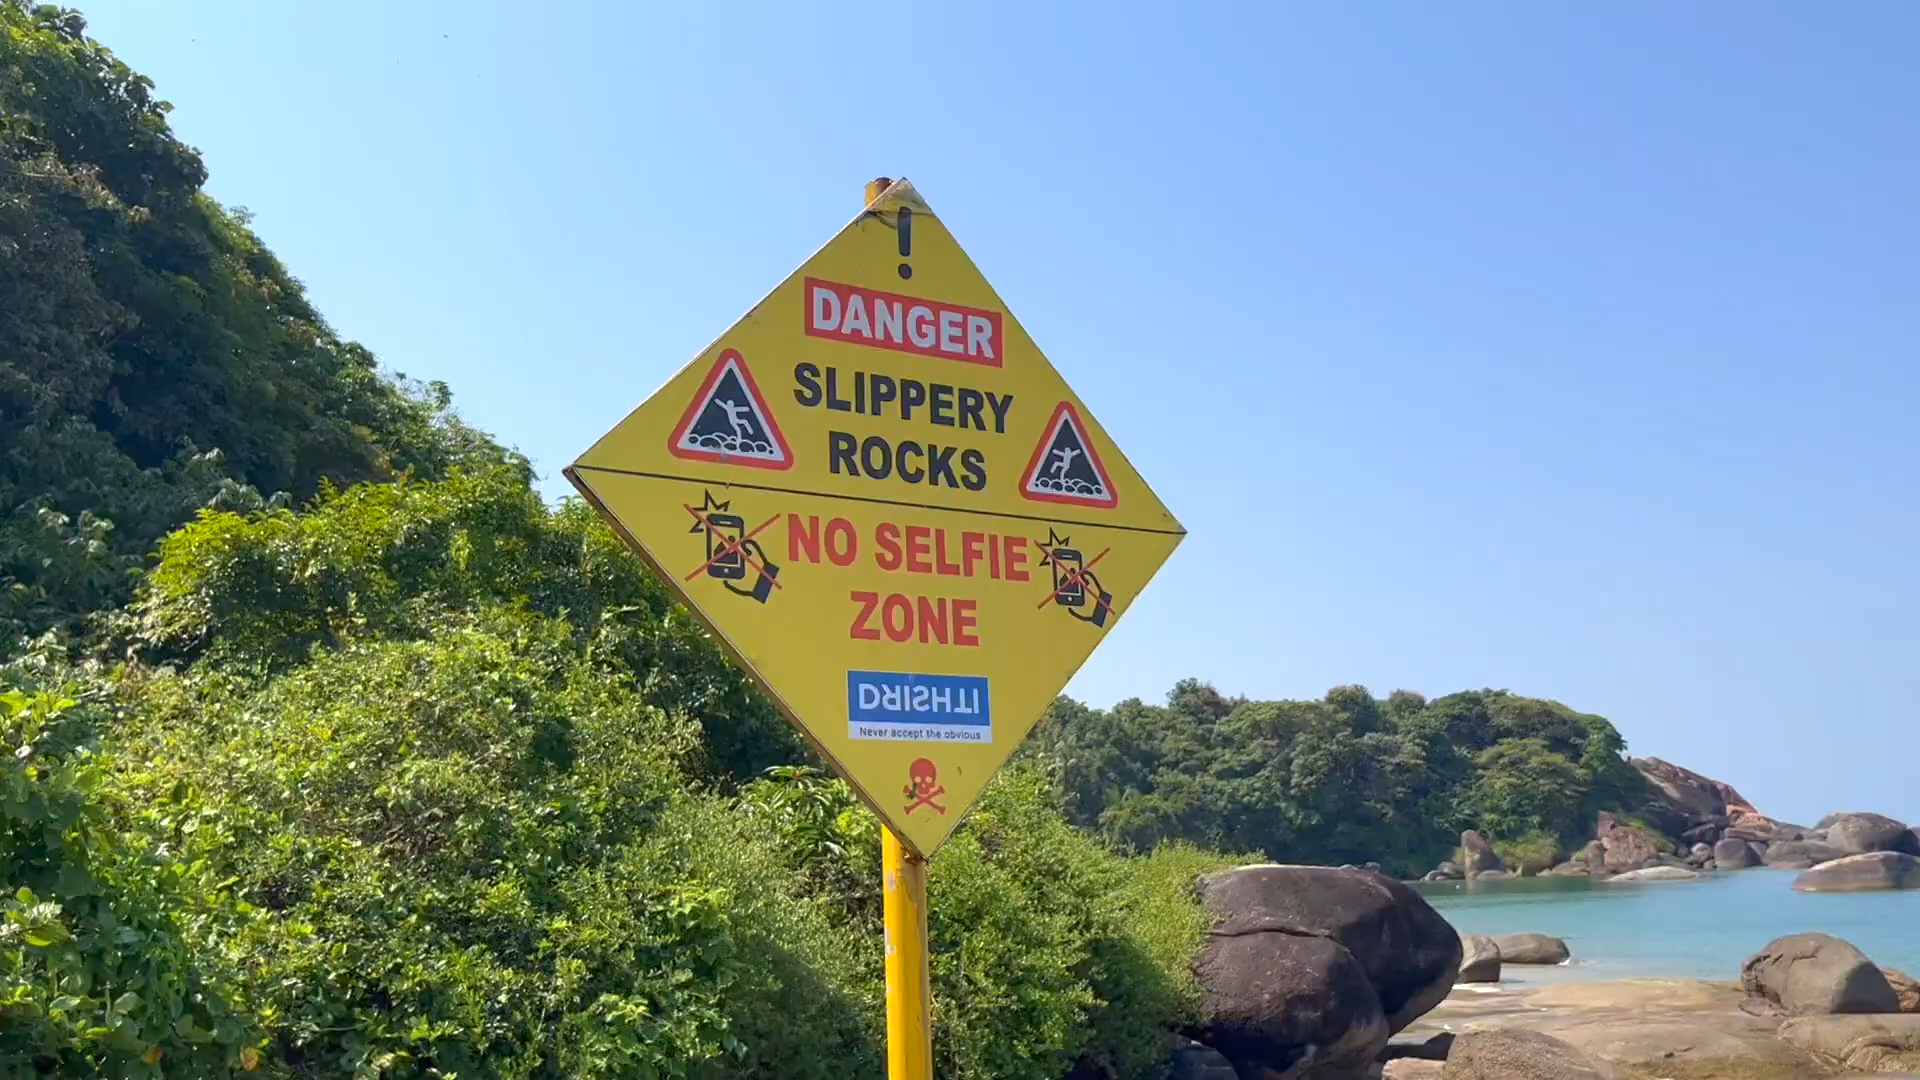 !
DANGER
SLIPPERY
ROCKS
NO SELFIE
ZONE
DRISHTI
Never accept the obvious